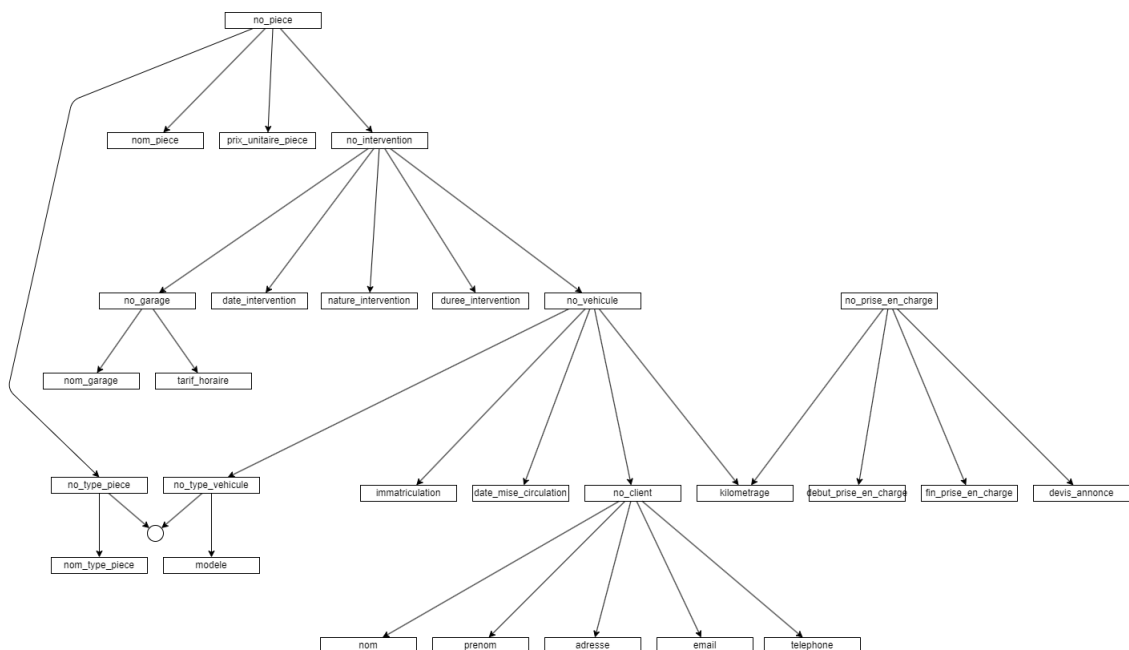 no_piece
nom_piece
prix_unitaire_piece
no_intervention
no_garage
date_intervention
nature_intervention
duree_intervention
no_vehicule
no_prise_en_charge
nom_garage
tarif_horaire
no_type_piece
no_type_vehicule
immatriculation
date_mise_circulation
no_client
kilometrage
debut_prise_en_charge
fin_prise_en_charge
devis_annonce
nom_type_piece
modele
nom
prenom
adresse
email
telephone